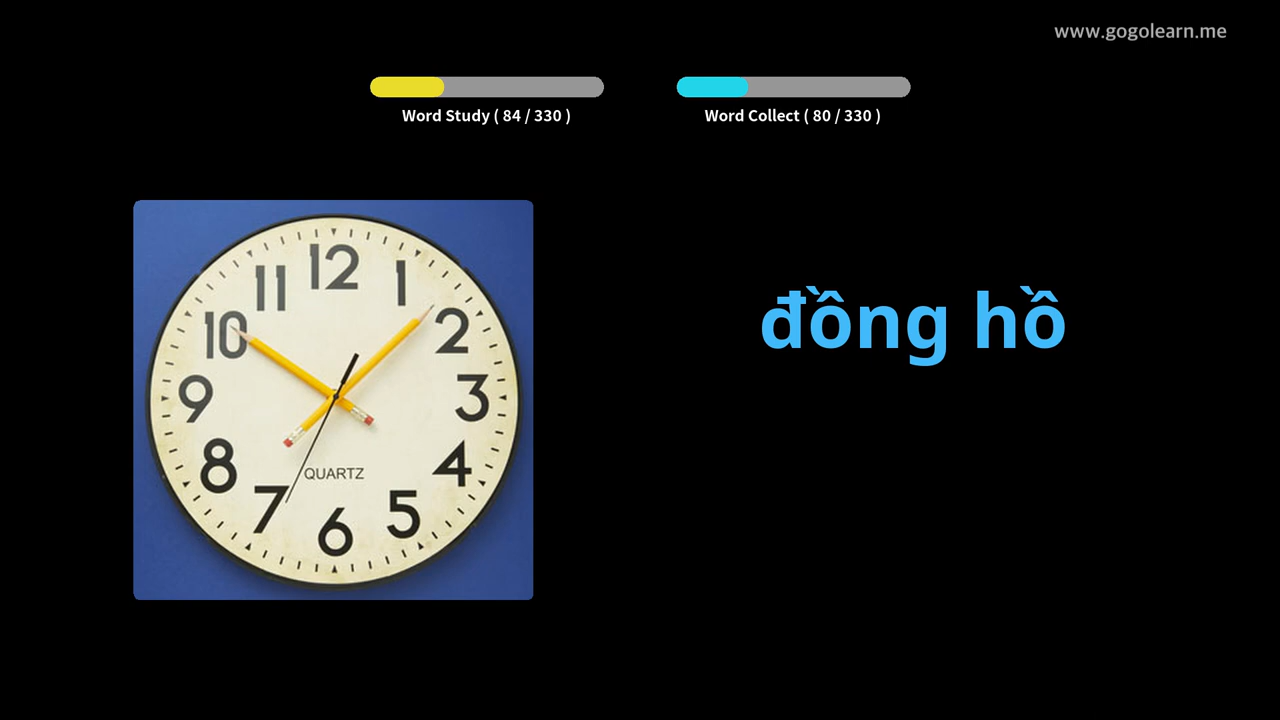 www.gogolearn.me
Word Study ( 84 / 330 )
Word Collect ( 80 / 330 )
12
11
1
10
2
9
3
8
4
QUARTZ
7
5
6
đồng hồ